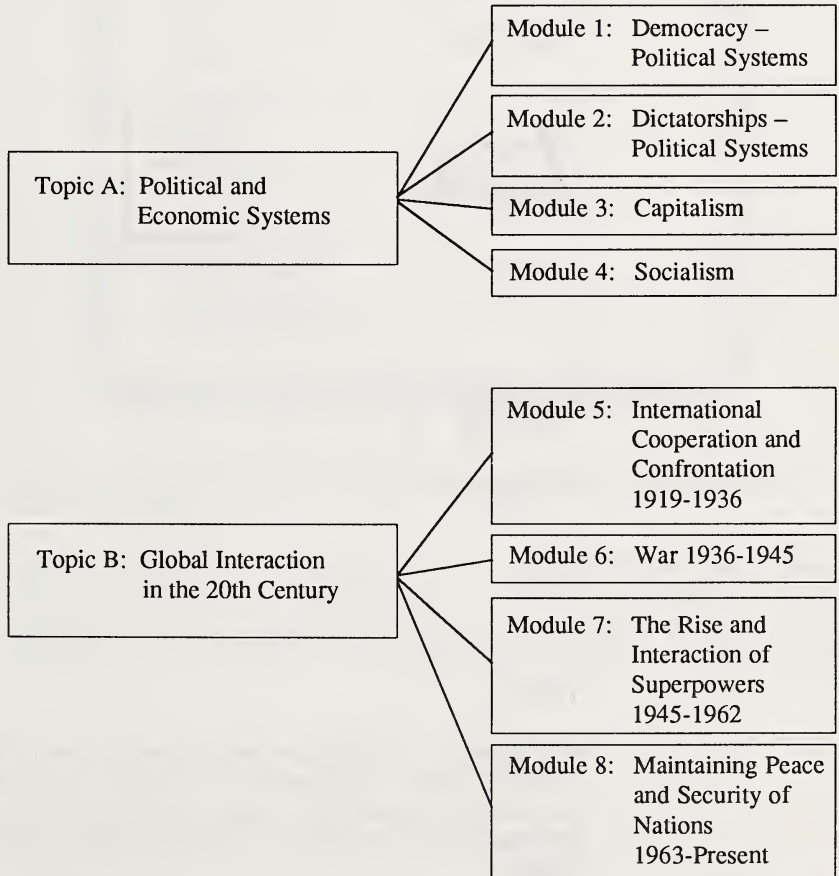 Topic A: Political and
Economic Systems
Module 1: Democracy –
Political Systems
Module 2: Dictatorships –
Political Systems
Module 3: Capitalism
Module 4: Socialism
Topic B: Global Interaction
in the 20th Century
Module 5: International
Cooperation and
Confrontation
1919-1936
Module 6: War 1936-1945
Module 7: The Rise and
Interaction of
Superpowers
1945-1962
Module 8: Maintaining Peace
and Security of
Nations
1963-Present